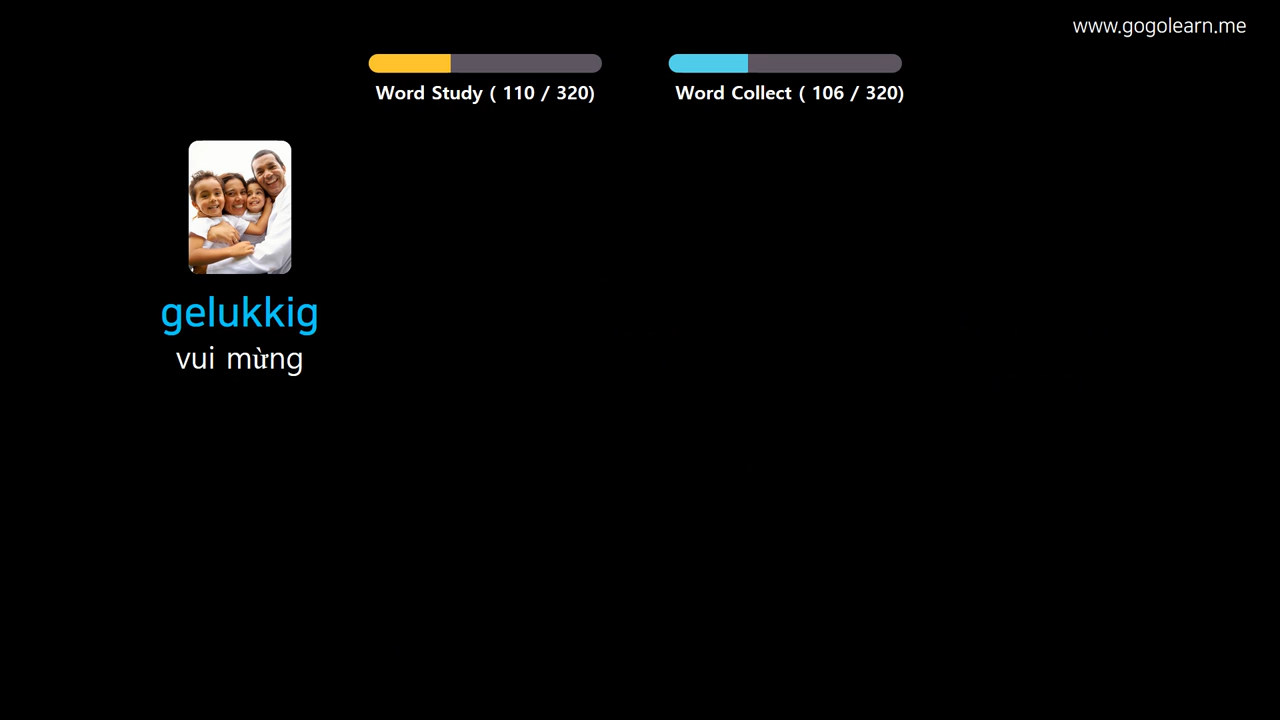 www.gogolearn.me
Word Study ( 110 / 320)
Word Collect ( 106 / 320)
gelukkig
vui mừng